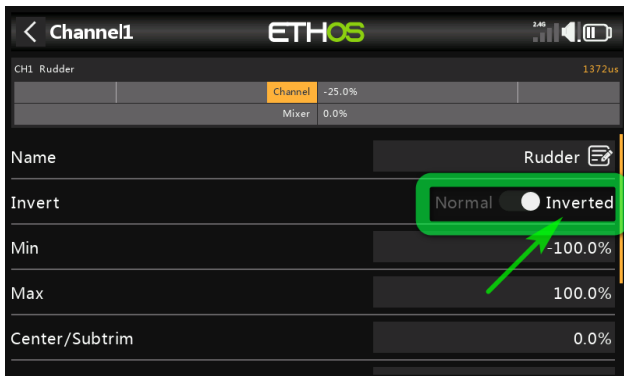 Channel1 ETHOS 2.4G
CH1 Rudder 1372us
Channel -25.0%
Mixer 0.0%
Name Rudder
Invert Normal Inverted
Min -100.0%
Max 100.0%
Center/Subtrim 0.0%